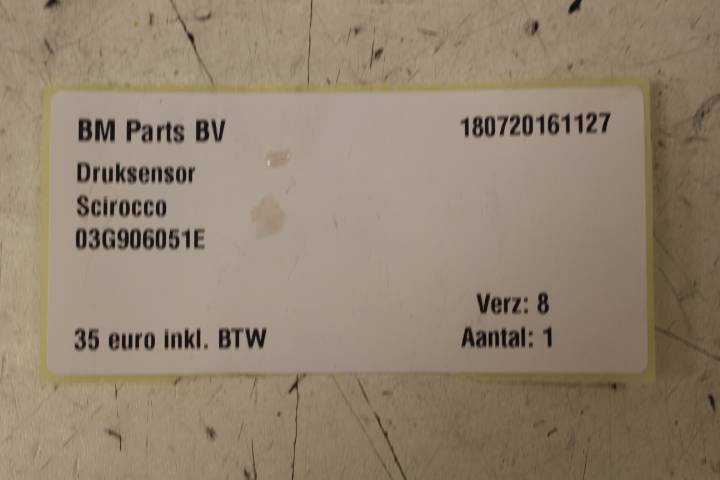 BM Parts BV 180720161127
Druksensor
Scirocco
03G906051E
Verz: 8
35 euro inkl. BTW Aantal: 1